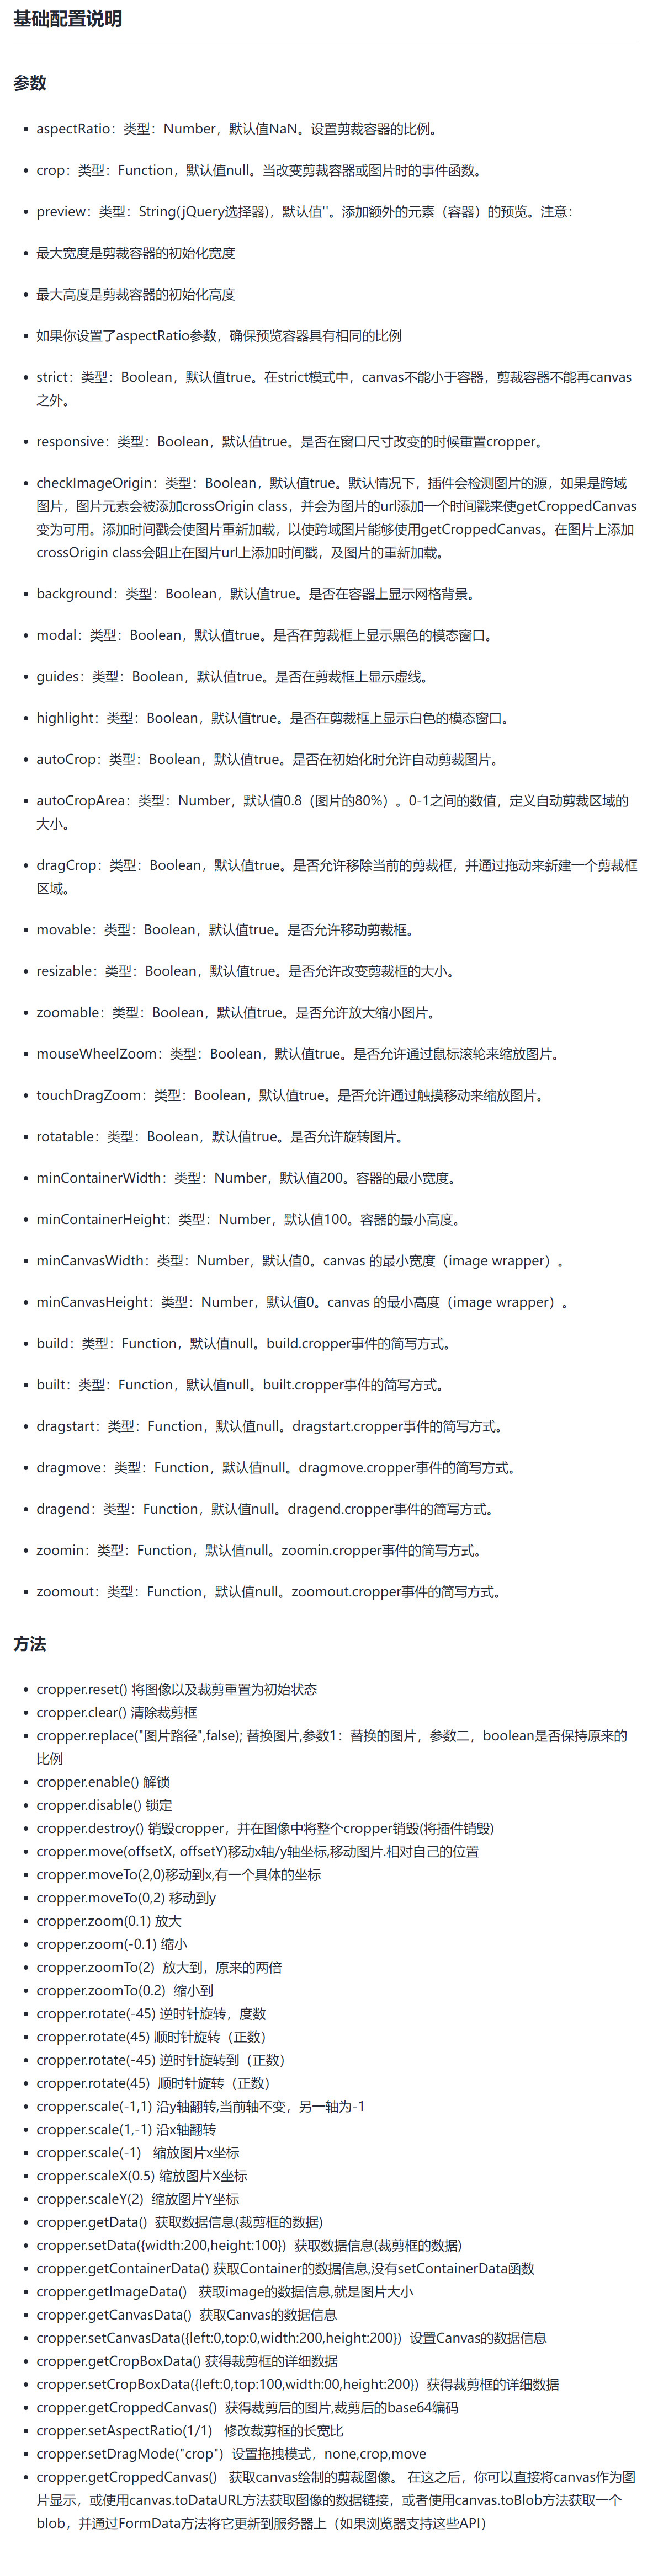 基础配置说明
参数
aspectRatio：类型：Number，默认值NaN。设置剪裁容器的比例。
crop：类型：Function，默认值null。当改变剪裁容器或图片时的事件函数。
preview：类型：String(jQuery选择器)，默认值''。添加额外的元素（容器）的预览。注意：
最大宽度是剪裁容器的初始化宽度
最大高度是剪裁容器的初始化高度
如果你设置了aspectRatio参数，确保预览容器具有相同的比例
strict：类型：Boolean，默认值true。在strict模式中，canvas不能小于容器，剪裁容器不能再canvas
之外。
responsive：类型：Boolean，默认值true。是否在窗口尺寸改变的时候重置cropper。
checkImageOrigin：类型：Boolean，默认值true。默认情况下，插件会检测图片的源，如果是跨域
图片，图片元素会被添加crossOrigin class，并会为图片的url添加一个时间戳来使getCroppedCanvas
变为可用。添加时间戳会使图片重新加载，以使跨域图片能够使用getCroppedCanvas。在图片上添加
crossOrigin class会阻止在图片url上添加时间戳，及图片的重新加载。
background：类型：Boolean，默认值true。是否在容器上显示网格背景。
modal：类型：Boolean，默认值true。是否在剪裁框上显示黑色的模态窗口。
guides：类型：Boolean，默认值true。是否在剪裁框上显示虚线。
highlight：类型：Boolean，默认值true。是否在剪裁框上显示白色的模态窗口。
autoCrop：类型：Boolean，默认值true。是否在初始化时允许自动剪裁图片。
autoCropArea：类型：Number，默认值0.8（图片的80%）。0-1之间的数值，定义自动剪裁区域的
大小。
dragCrop：类型：Boolean，默认值true。是否允许移除当前的剪裁框，并通过拖动来新建一个剪裁框
区域。
movable：类型：Boolean，默认值true。是否允许移动剪裁框。
resizable：类型：Boolean，默认值true。是否允许改变剪裁框的大小。
zoomable：类型：Boolean，默认值true。是否允许放大缩小图片。
mouseWheelZoom：类型：Boolean，默认值true。是否允许通过鼠标滚轮来缩放图片。
touchDragZoom：类型：Boolean，默认值true。是否允许通过触摸移动来缩放图片。
rotatable：类型：Boolean，默认值true。是否允许旋转图片。
minContainerWidth：类型：Number，默认值200。容器的最小宽度。
minContainerHeight：类型：Number，默认值100。容器的最小高度。
minCanvasWidth：类型：Number，默认值0。canvas 的最小宽度（image wrapper）。
minCanvasHeight：类型：Number，默认值0。canvas 的最小高度（image wrapper）。
build：类型：Function，默认值null。build.cropper事件的简写方式。
built：类型：Function，默认值null。built.cropper事件的简写方式。
dragstart：类型：Function，默认值null。dragstart.cropper事件的简写方式。
dragmove：类型：Function，默认值null。dragmove.cropper事件的简写方式。
dragend：类型：Function，默认值null。dragend.cropper事件的简写方式。
zoomin：类型：Function，默认值null。zoomin.cropper事件的简写方式。
zoomout：类型：Function，默认值null。zoomout.cropper事件的简写方式。
方法
cropper.reset() 将图像以及裁剪重置为初始状态
cropper.clear() 清除裁剪框
cropper.replace("图片路径",false); 替换图片,参数1：替换的图片，参数二，boolean是否保持原来的
比例
cropper.enable() 解锁
cropper.disable() 锁定
cropper.destroy() 销毁cropper，并在图像中将整个cropper销毁(将插件销毁)
cropper.move(offsetX, offsetY)移动x轴/y轴坐标,移动图片.相对自己的位置
cropper.moveTo(2,0)移动到x,有一个具体的坐标
cropper.moveTo(0,2) 移动到y
cropper.zoom(0.1) 放大
cropper.zoom(-0.1) 缩小
cropper.zoomTo(2)  放大到，原来的两倍
cropper.zoomTo(0.2)  缩小到
cropper.rotate(-45) 逆时针旋转，度数
cropper.rotate(45) 顺时针旋转（正数）
cropper.rotate(-45) 逆时针旋转到（正数）
cropper.rotate(45)  顺时针旋转（正数）
cropper.scale(-1,1) 沿y轴翻转,当前轴不变，另一轴为-1
cropper.scale(1,-1) 沿x轴翻转
cropper.scale(-1)   缩放图片x坐标
cropper.scaleX(0.5) 缩放图片X坐标
cropper.scaleY(2)  缩放图片Y坐标
cropper.getData()  获取数据信息(裁剪框的数据)
cropper.setData({width:200,height:100})  获取数据信息(裁剪框的数据)
cropper.getContainerData() 获取Container的数据信息,没有setContainerData函数
cropper.getImageData()   获取image的数据信息,就是图片大小
cropper.getCanvasData()  获取Canvas的数据信息
cropper.setCanvasData({left:0,top:0,width:200,height:200})  设置Canvas的数据信息
cropper.getCropBoxData() 获得裁剪框的详细数据
cropper.setCropBoxData({left:0,top:100,width:00,height:200})  获得裁剪框的详细数据
cropper.getCroppedCanvas()  获得裁剪后的图片,裁剪后的base64编码
cropper.setAspectRatio(1/1)   修改裁剪框的长宽比
cropper.setDragMode("crop")  设置拖拽模式，none,crop,move
cropper.getCroppedCanvas()   获取canvas绘制的剪裁图像。 在这之后，你可以直接将canvas作为图
片显示，或使用canvas.toDataURL方法获取图像的数据链接，或者使用canvas.toBlob方法获取一个
blob，并通过FormData方法将它更新到服务器上（如果浏览器支持这些API）